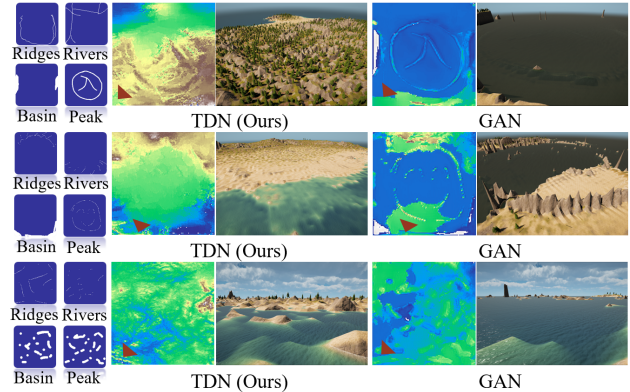 Ridges Rivers
Basin Peak
TDN (Ours) GAN
Ridges Rivers
Basin Peak
TDN (Ours) GAN
Ridges Rivers
Basin Peak
TDN (Ours) GAN